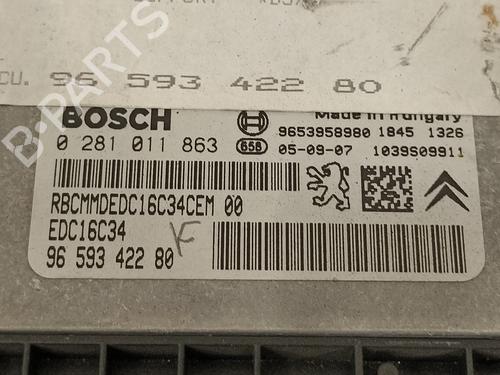 CU. 96 593 422 80
BOSCH
Made in Hungary
0 281 011 863
9653958980 1845 1326
658 05-09-07 1039S09911
RBCMMDEDC16C34CEM 00
EDC16C34
96 593 422 80
B-PARTS